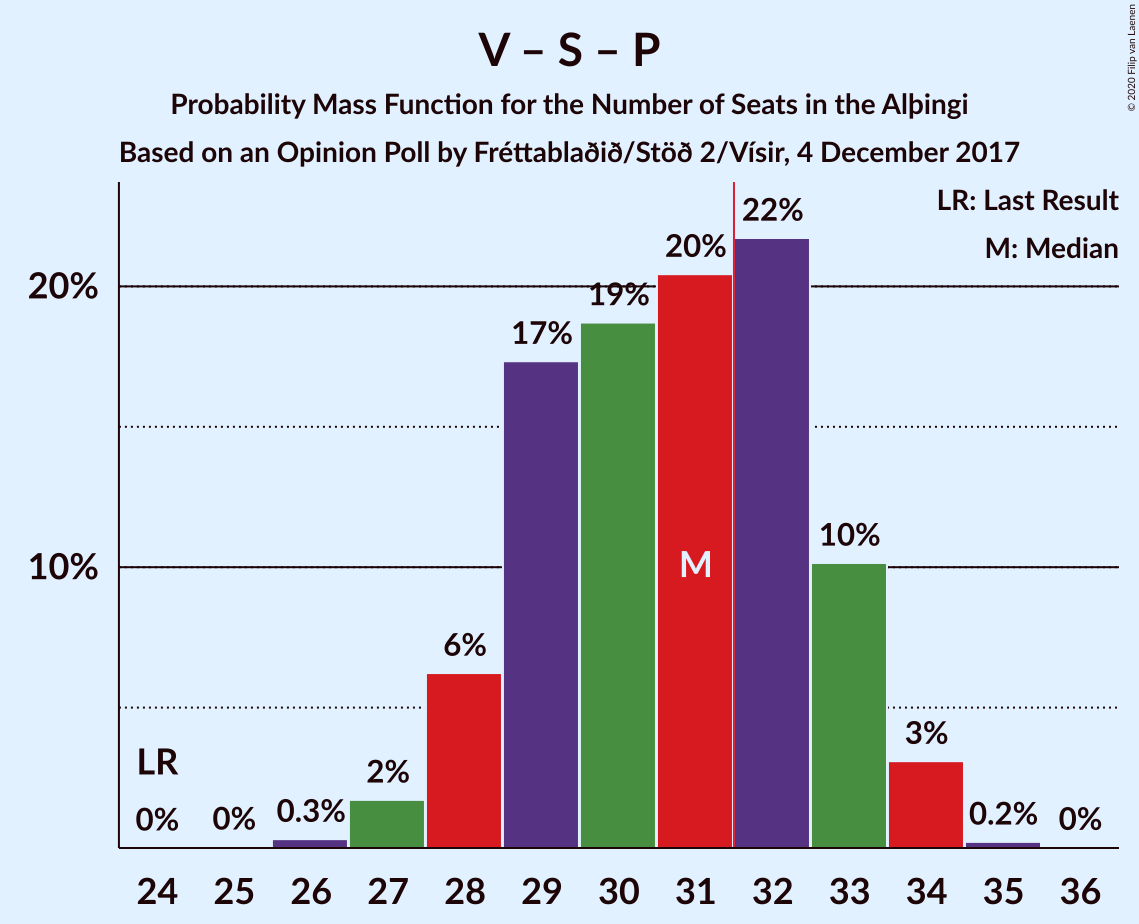 V – S – P
Probability Mass Function for the Number of Seats in the Alþingi
Based on an Opinion Poll by Fréttablaðið/Stöð 2/Vísir, 4 December 2017
© 2020 Filip van Laenen
LR: Last Result
M: Median
20%
10%
LR
0%
0%
0.3%
2%
6%
17%
19%
20%
M
22%
10%
3%
0.2%
0%
24 25 26 27 28 29 30 31 32 33 34 35 36